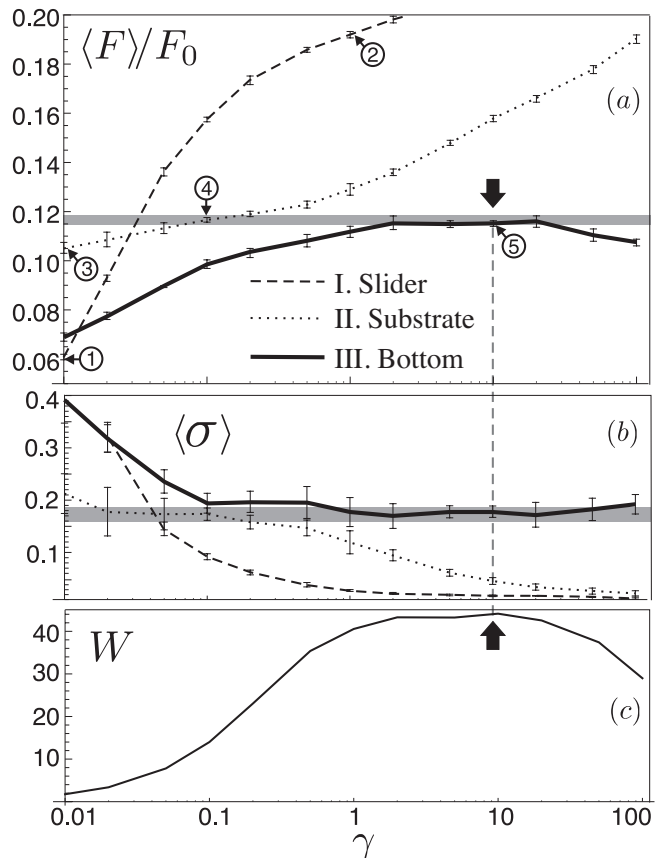 0.20
0.18
0.16
0.14
0.12
0.10
0.08
0.06
⟨F⟩/F₀
(a)
①
②
③
④
⑤
I. Slider
II. Substrate
III. Bottom
0.4
0.2
0.1
⟨σ⟩
(b)
40
30
20
10
W
(c)
0.01
0.1
1
10
100
γ